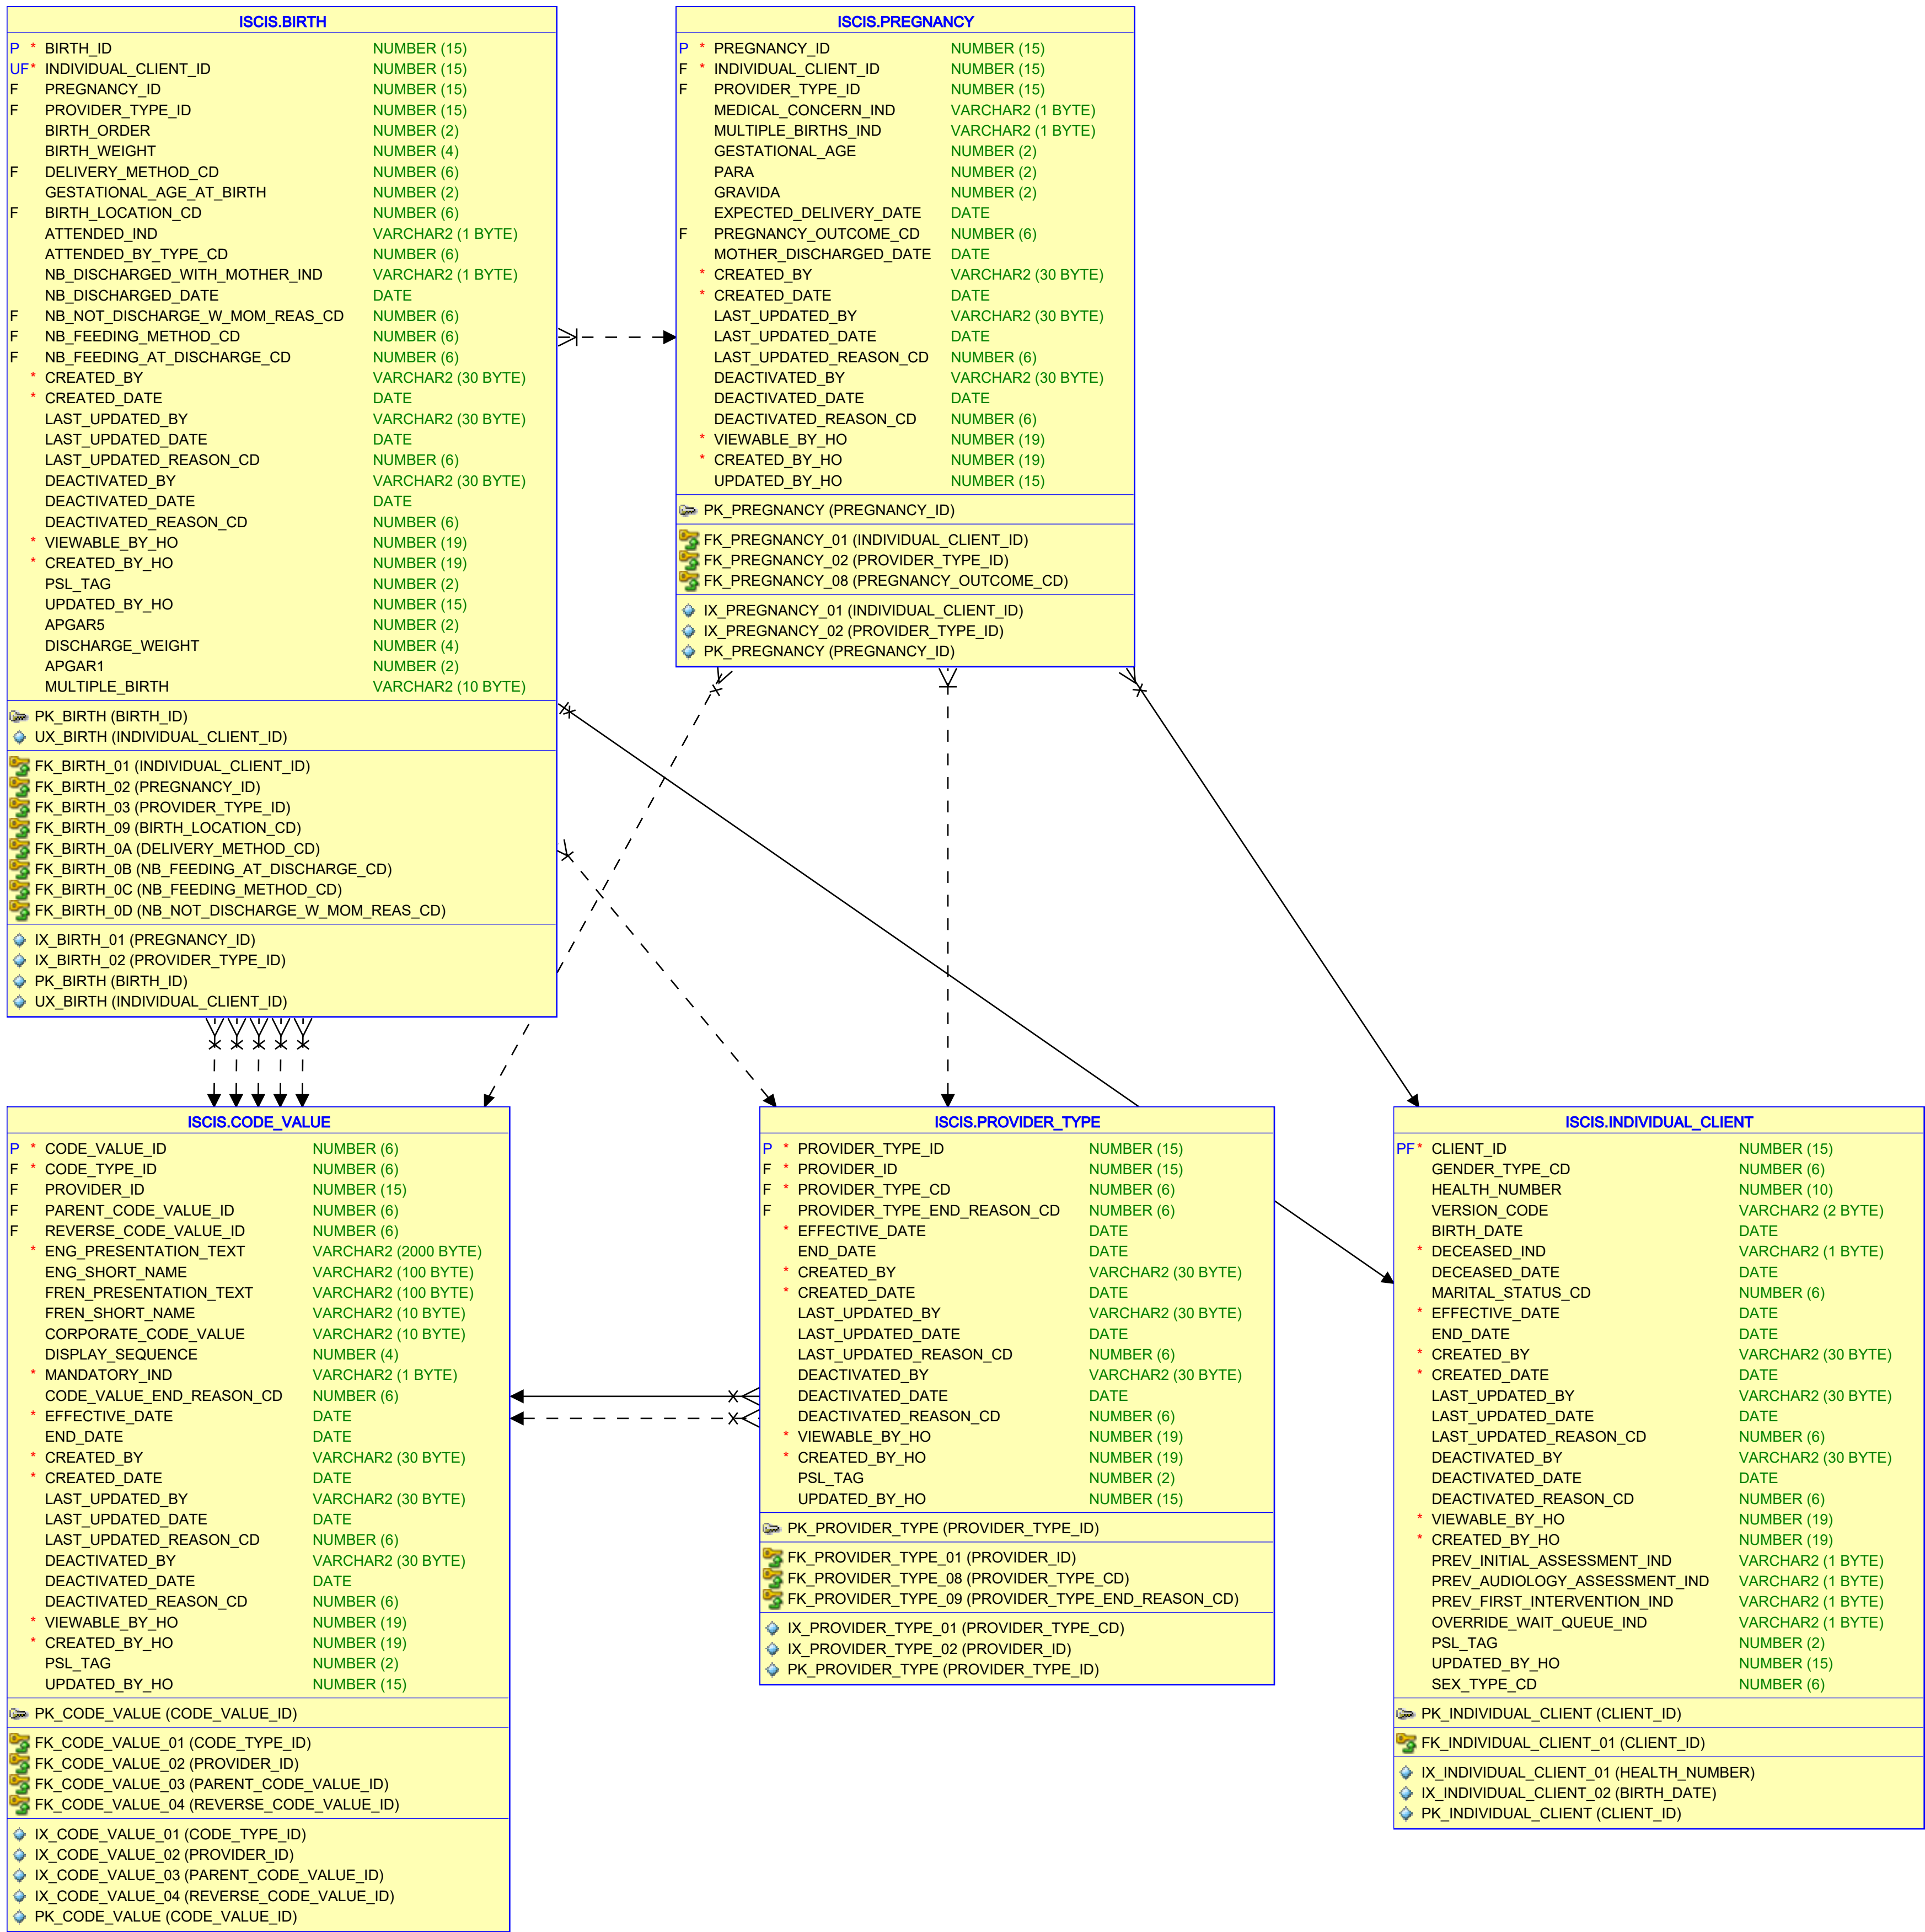 ISCIS.BIRTH
P * BIRTH_ID NUMBER (15)
UF* INDIVIDUAL_CLIENT_ID NUMBER (15)
F PREGNANCY_ID NUMBER (15)
F PROVIDER_TYPE_ID NUMBER (15)
BIRTH_ORDER NUMBER (2)
BIRTH_WEIGHT NUMBER (4)
F DELIVERY_METHOD_CD NUMBER (6)
GESTATIONAL_AGE_AT_BIRTH NUMBER (2)
F BIRTH_LOCATION_CD NUMBER (6)
ATTENDED_IND VARCHAR2 (1 BYTE)
ATTENDED_BY_TYPE_CD NUMBER (6)
NB_DISCHARGED_WITH_MOTHER_IND VARCHAR2 (1 BYTE)
NB_DISCHARGED_DATE DATE
F NB_NOT_DISCHARGE_W_MOM_REAS_CD NUMBER (6)
F NB_FEEDING_METHOD_CD NUMBER (6)
F NB_FEEDING_AT_DISCHARGE_CD NUMBER (6)
* CREATED_BY VARCHAR2 (30 BYTE)
* CREATED_DATE DATE
LAST_UPDATED_BY VARCHAR2 (30 BYTE)
LAST_UPDATED_DATE DATE
LAST_UPDATED_REASON_CD NUMBER (6)
DEACTIVATED_BY VARCHAR2 (30 BYTE)
DEACTIVATED_DATE DATE
DEACTIVATED_REASON_CD NUMBER (6)
* VIEWABLE_BY_HO NUMBER (19)
* CREATED_BY_HO NUMBER (19)
PSL_TAG NUMBER (2)
UPDATED_BY_HO NUMBER (15)
APGAR5 NUMBER (2)
DISCHARGE_WEIGHT NUMBER (4)
APGAR1 NUMBER (2)
MULTIPLE_BIRTH VARCHAR2 (10 BYTE)
PK_BIRTH (BIRTH_ID)
UX_BIRTH (INDIVIDUAL_CLIENT_ID)
FK_BIRTH_01 (INDIVIDUAL_CLIENT_ID)
FK_BIRTH_02 (PREGNANCY_ID)
FK_BIRTH_03 (PROVIDER_TYPE_ID)
FK_BIRTH_09 (BIRTH_LOCATION_CD)
FK_BIRTH_0A (DELIVERY_METHOD_CD)
FK_BIRTH_0B (NB_FEEDING_AT_DISCHARGE_CD)
FK_BIRTH_0C (NB_FEEDING_METHOD_CD)
FK_BIRTH_0D (NB_NOT_DISCHARGE_W_MOM_REAS_CD)
IX_BIRTH_01 (PREGNANCY_ID)
IX_BIRTH_02 (PROVIDER_TYPE_ID)
PK_BIRTH (BIRTH_ID)
UX_BIRTH (INDIVIDUAL_CLIENT_ID)
ISCIS.PREGNANCY
P * PREGNANCY_ID NUMBER (15)
F * INDIVIDUAL_CLIENT_ID NUMBER (15)
F PROVIDER_TYPE_ID NUMBER (15)
MEDICAL_CONCERN_IND VARCHAR2 (1 BYTE)
MULTIPLE_BIRTHS_IND VARCHAR2 (1 BYTE)
GESTATIONAL_AGE NUMBER (2)
PARA NUMBER (2)
GRAVIDA NUMBER (2)
EXPECTED_DELIVERY_DATE DATE
F PREGNANCY_OUTCOME_CD NUMBER (6)
MOTHER_DISCHARGED_DATE DATE
* CREATED_BY VARCHAR2 (30 BYTE)
* CREATED_DATE DATE
LAST_UPDATED_BY VARCHAR2 (30 BYTE)
LAST_UPDATED_DATE DATE
LAST_UPDATED_REASON_CD NUMBER (6)
DEACTIVATED_BY VARCHAR2 (30 BYTE)
DEACTIVATED_DATE DATE
DEACTIVATED_REASON_CD NUMBER (6)
* VIEWABLE_BY_HO NUMBER (19)
* CREATED_BY_HO NUMBER (19)
UPDATED_BY_HO NUMBER (15)
PK_PREGNANCY (PREGNANCY_ID)
FK_PREGNANCY_01 (INDIVIDUAL_CLIENT_ID)
FK_PREGNANCY_02 (PROVIDER_TYPE_ID)
FK_PREGNANCY_08 (PREGNANCY_OUTCOME_CD)
IX_PREGNANCY_01 (INDIVIDUAL_CLIENT_ID)
IX_PREGNANCY_02 (PROVIDER_TYPE_ID)
PK_PREGNANCY (PREGNANCY_ID)
ISCIS.CODE_VALUE
P * CODE_VALUE_ID NUMBER (6)
F * CODE_TYPE_ID NUMBER (6)
F PROVIDER_ID NUMBER (15)
F PARENT_CODE_VALUE_ID NUMBER (6)
F REVERSE_CODE_VALUE_ID NUMBER (6)
* ENG_PRESENTATION_TEXT VARCHAR2 (2000 BYTE)
ENG_SHORT_NAME VARCHAR2 (100 BYTE)
FREN_PRESENTATION_TEXT VARCHAR2 (100 BYTE)
FREN_SHORT_NAME VARCHAR2 (10 BYTE)
CORPORATE_CODE_VALUE VARCHAR2 (10 BYTE)
DISPLAY_SEQUENCE NUMBER (4)
* MANDATORY_IND VARCHAR2 (1 BYTE)
CODE_VALUE_END_REASON_CD NUMBER (6)
* EFFECTIVE_DATE DATE
END_DATE DATE
* CREATED_BY VARCHAR2 (30 BYTE)
* CREATED_DATE DATE
LAST_UPDATED_BY VARCHAR2 (30 BYTE)
LAST_UPDATED_DATE DATE
LAST_UPDATED_REASON_CD NUMBER (6)
DEACTIVATED_BY VARCHAR2 (30 BYTE)
DEACTIVATED_DATE DATE
DEACTIVATED_REASON_CD NUMBER (6)
* VIEWABLE_BY_HO NUMBER (19)
* CREATED_BY_HO NUMBER (19)
PSL_TAG NUMBER (2)
UPDATED_BY_HO NUMBER (15)
PK_CODE_VALUE (CODE_VALUE_ID)
FK_CODE_VALUE_01 (CODE_TYPE_ID)
FK_CODE_VALUE_02 (PROVIDER_ID)
FK_CODE_VALUE_03 (PARENT_CODE_VALUE_ID)
FK_CODE_VALUE_04 (REVERSE_CODE_VALUE_ID)
IX_CODE_VALUE_01 (CODE_TYPE_ID)
IX_CODE_VALUE_02 (PROVIDER_ID)
IX_CODE_VALUE_03 (PARENT_CODE_VALUE_ID)
IX_CODE_VALUE_04 (REVERSE_CODE_VALUE_ID)
PK_CODE_VALUE (CODE_VALUE_ID)
ISCIS.PROVIDER_TYPE
P * PROVIDER_TYPE_ID NUMBER (15)
F * PROVIDER_ID NUMBER (15)
F * PROVIDER_TYPE_CD NUMBER (6)
F PROVIDER_TYPE_END_REASON_CD NUMBER (6)
* EFFECTIVE_DATE DATE
END_DATE DATE
* CREATED_BY VARCHAR2 (30 BYTE)
* CREATED_DATE DATE
LAST_UPDATED_BY VARCHAR2 (30 BYTE)
LAST_UPDATED_DATE DATE
LAST_UPDATED_REASON_CD NUMBER (6)
DEACTIVATED_BY VARCHAR2 (30 BYTE)
DEACTIVATED_DATE DATE
DEACTIVATED_REASON_CD NUMBER (6)
* VIEWABLE_BY_HO NUMBER (19)
* CREATED_BY_HO NUMBER (19)
PSL_TAG NUMBER (2)
UPDATED_BY_HO NUMBER (15)
PK_PROVIDER_TYPE (PROVIDER_TYPE_ID)
FK_PROVIDER_TYPE_01 (PROVIDER_ID)
FK_PROVIDER_TYPE_08 (PROVIDER_TYPE_CD)
FK_PROVIDER_TYPE_09 (PROVIDER_TYPE_END_REASON_CD)
IX_PROVIDER_TYPE_01 (PROVIDER_TYPE_CD)
IX_PROVIDER_TYPE_02 (PROVIDER_ID)
PK_PROVIDER_TYPE (PROVIDER_TYPE_ID)
ISCIS.INDIVIDUAL_CLIENT
PF* CLIENT_ID NUMBER (15)
GENDER_TYPE_CD NUMBER (6)
HEALTH_NUMBER NUMBER (10)
VERSION_CODE VARCHAR2 (2 BYTE)
BIRTH_DATE DATE
* DECEASED_IND VARCHAR2 (1 BYTE)
DECEASED_DATE DATE
MARITAL_STATUS_CD NUMBER (6)
* EFFECTIVE_DATE DATE
END_DATE DATE
* CREATED_BY VARCHAR2 (30 BYTE)
* CREATED_DATE DATE
LAST_UPDATED_BY VARCHAR2 (30 BYTE)
LAST_UPDATED_DATE DATE
LAST_UPDATED_REASON_CD NUMBER (6)
DEACTIVATED_BY VARCHAR2 (30 BYTE)
DEACTIVATED_DATE DATE
DEACTIVATED_REASON_CD NUMBER (6)
* VIEWABLE_BY_HO NUMBER (19)
* CREATED_BY_HO NUMBER (19)
PREV_INITIAL_ASSESSMENT_IND VARCHAR2 (1 BYTE)
PREV_AUDIOLOGY_ASSESSMENT_IND VARCHAR2 (1 BYTE)
PREV_FIRST_INTERVENTION_IND VARCHAR2 (1 BYTE)
OVERRIDE_WAIT_QUEUE_IND VARCHAR2 (1 BYTE)
PSL_TAG NUMBER (2)
UPDATED_BY_HO NUMBER (15)
SEX_TYPE_CD NUMBER (6)
PK_INDIVIDUAL_CLIENT (CLIENT_ID)
FK_INDIVIDUAL_CLIENT_01 (CLIENT_ID)
IX_INDIVIDUAL_CLIENT_01 (HEALTH_NUMBER)
IX_INDIVIDUAL_CLIENT_02 (BIRTH_DATE)
PK_INDIVIDUAL_CLIENT (CLIENT_ID)